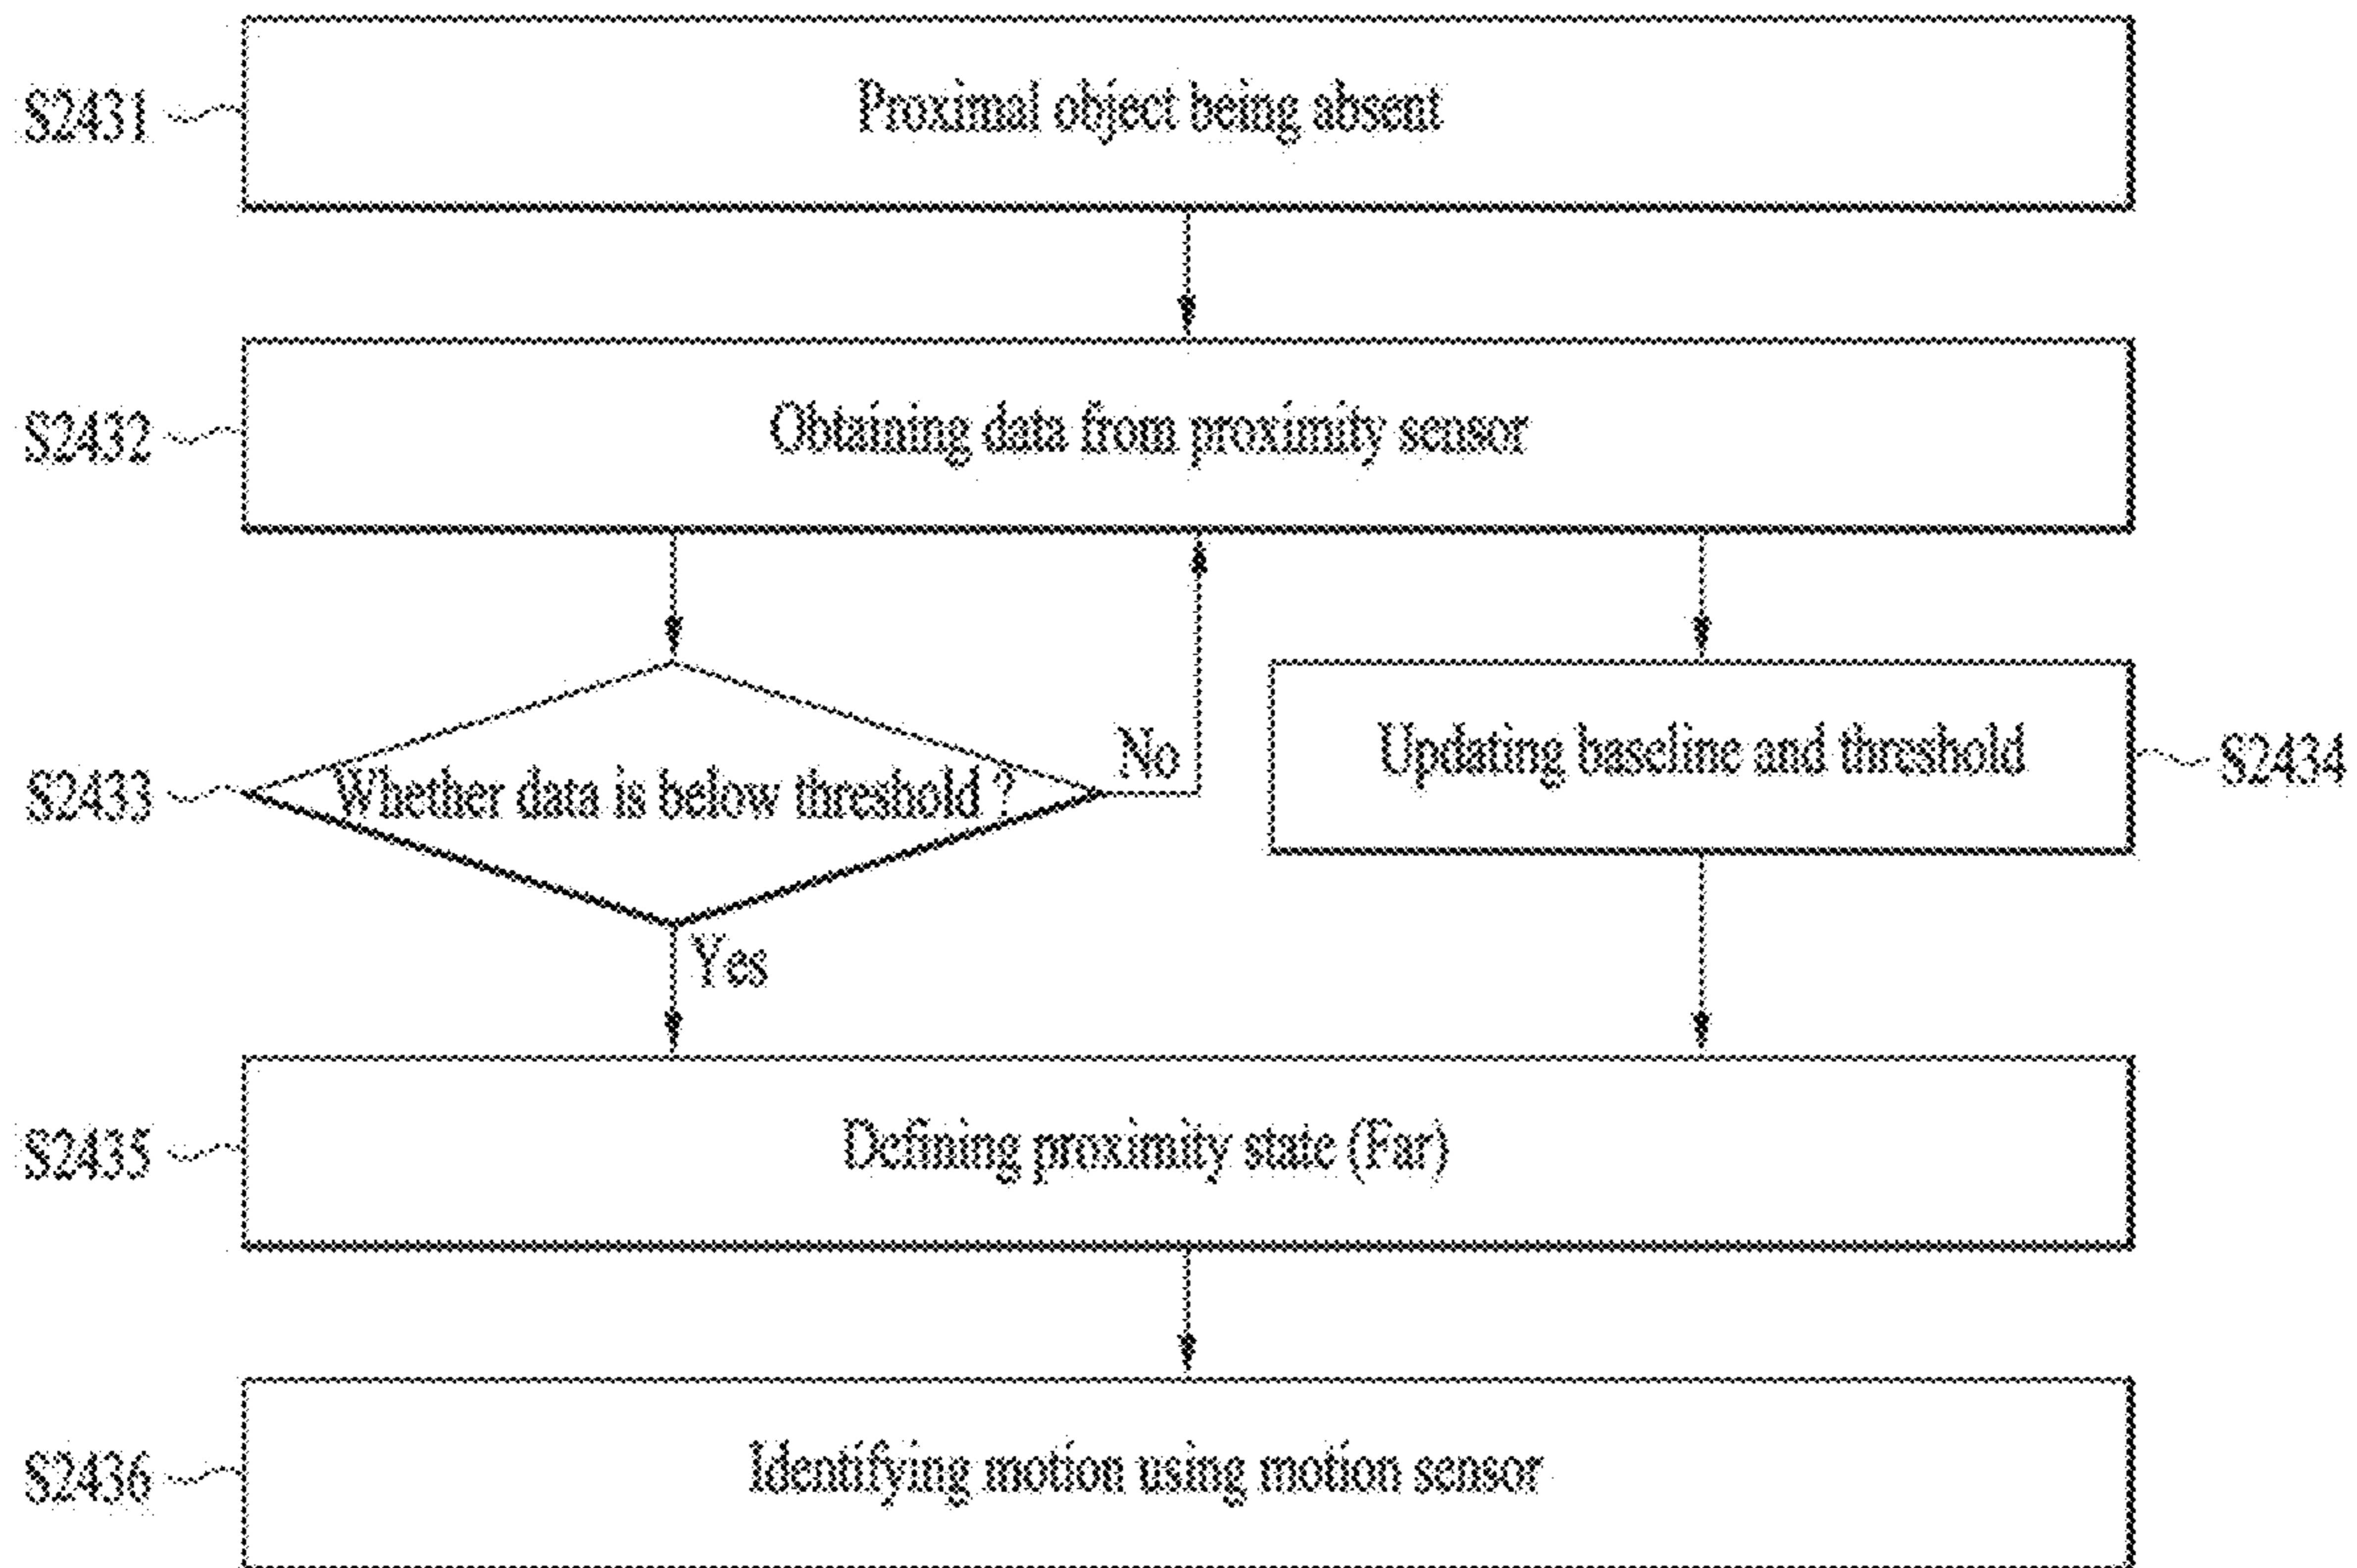 S2431
Proximal object being absent
S2432
Obtaining data from proximity sensor
S2433
Whether data is below threshold ?
No
Yes
Updating baseline and threshold
S2434
S2435
Defining proximity state (Far)
S2436
Identifying motion using motion sensor